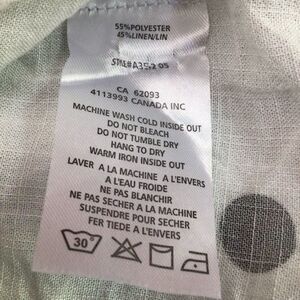 55%POLYESTER
45%LINEN/LIN
CA 62093
4113993 CANADA INC
MACHINE WASH COLD INSIDE OUT
DO NOT BLEACH
DO NOT TUMBLE DRY
HANG TO DRY
WARM IRON INSIDE OUT
LAVER A LA MACHINE A L'ENVERS
A L'EAU FROIDE
NE PAS BLANCHIR
NE PAS SECHER A LA MACHINE
SUSPENDRE POUR SECHER
FER TIEDE A L'ENVERS
30°